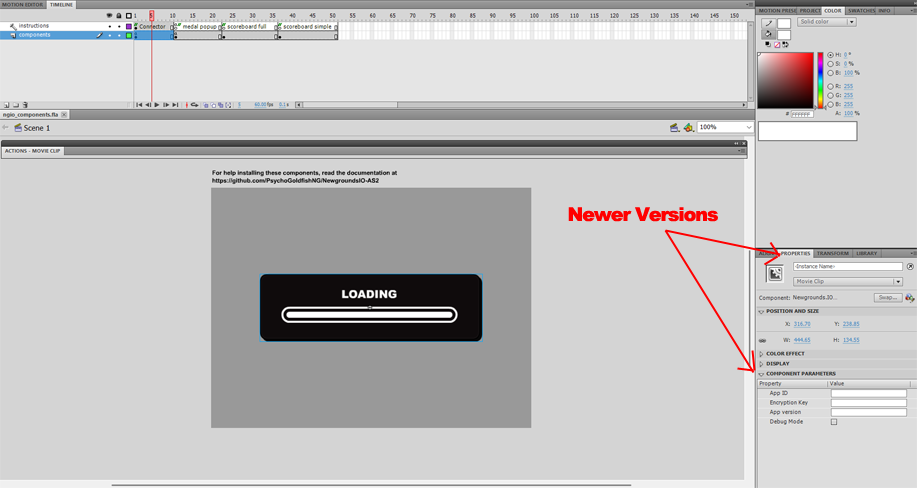 MOTION EDITOR TIMELINE
1 5 10 15 20 25 30 35 40 45 50 55 60 65 70 75 80 85 90 95 100 105 110 115 120 125 130 135 140 145 150
instructions
Connector medal popup scoreboard full scoreboard simple
components
5 60.00 fps 0.1 s
ngio_components.fla
Scene 1
100%
ACTIONS - MOVIE CLIP
For help installing these components, read the documentation at
https://github.com/PsychoGoldfishNG/NewgroundsIO-AS2
LOADING
Newer Versions
MOTION PRESE PROJECT COLOR SWATCHES INFO
Solid color
H: 0 °
S: 0 %
B: 100 %
R: 255
G: 255
B: 255
# FFFFFF A: 100 %
PROPERTIES TRANSFORM LIBRARY
<Instance Name>
Movie Clip
Component: Newgrounds.IO... Swap...
POSITION AND SIZE
X: 316.70 Y: 238.85
W: 444.65 H: 134.55
COLOR EFFECT
DISPLAY
COMPONENT PARAMETERS
Property Value
App ID
Encryption Key
App version
Debug Mode